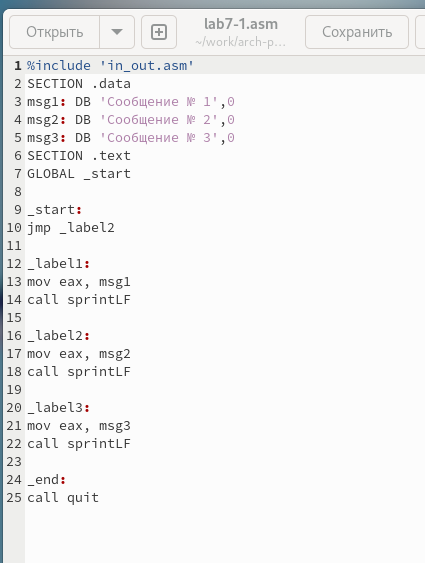 Открыть
lab7-1.asm
~/work/arch-p...
Сохранить
1 %include 'in_out.asm'
2 SECTION .data
3 msg1: DB 'Сообщение № 1',0
4 msg2: DB 'Сообщение № 2',0
5 msg3: DB 'Сообщение № 3',0
6 SECTION .text
7 GLOBAL _start
8
9 _start:
10 jmp _label2
11
12 _label1:
13 mov eax, msg1
14 call sprintLF
15
16 _label2:
17 mov eax, msg2
18 call sprintLF
19
20 _label3:
21 mov eax, msg3
22 call sprintLF
23
24 _end:
25 call quit